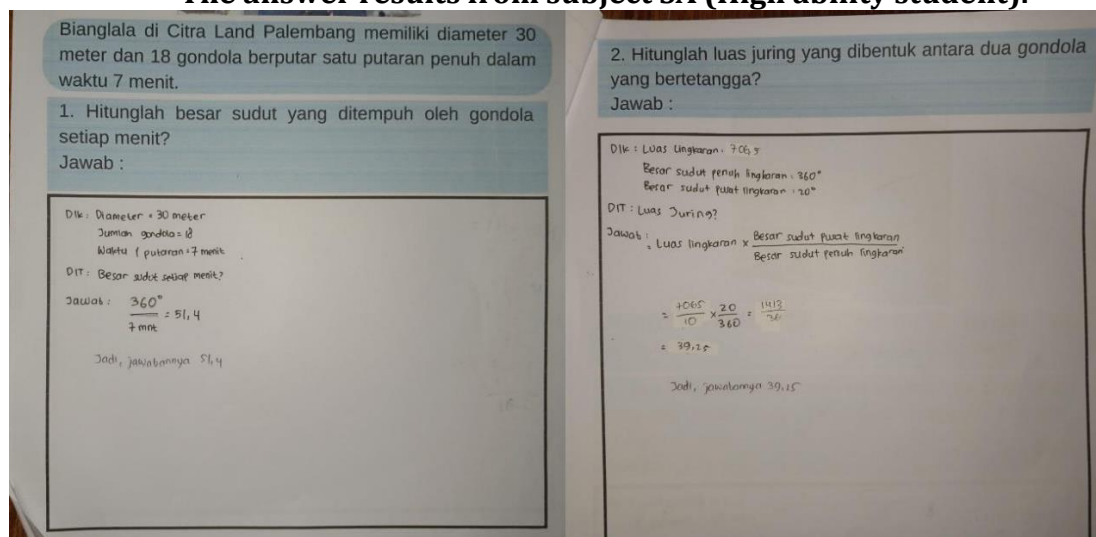 The answer results from subject SA (High ability student).
Bianglala di Citra Land Palembang memiliki diameter 30
meter dan 18 gondola berputar satu putaran penuh dalam
waktu 7 menit.
1. Hitunglah besar sudut yang ditempuh oleh gondola
setiap menit?
Jawab :
Dik : Diameter = 30 meter
Jumlah gondola = 18
Waktu 1 putaran = 7 menit
DIT : Besar sudut setiap menit?
Jawab : 360°
7 mnt
= 51,4
Jadi, jawabannya 51,4
2. Hitunglah luas juring yang dibentuk antara dua gondola
yang bertetangga?
Jawab :
Dik : Luas Lingkaran : 706,5
Besar sudut penuh lingkaran : 360°
Besar sudut pusat lingkaran : 20°
DIT : Luas Juring?
Jawab :
= Luas lingkaran x Besar sudut pusat lingkaran
Besar sudut penuh lingkaran
= 7065/10 x 20/360 = 1413/36
= 39,25
Jadi, jawabannya 39,25